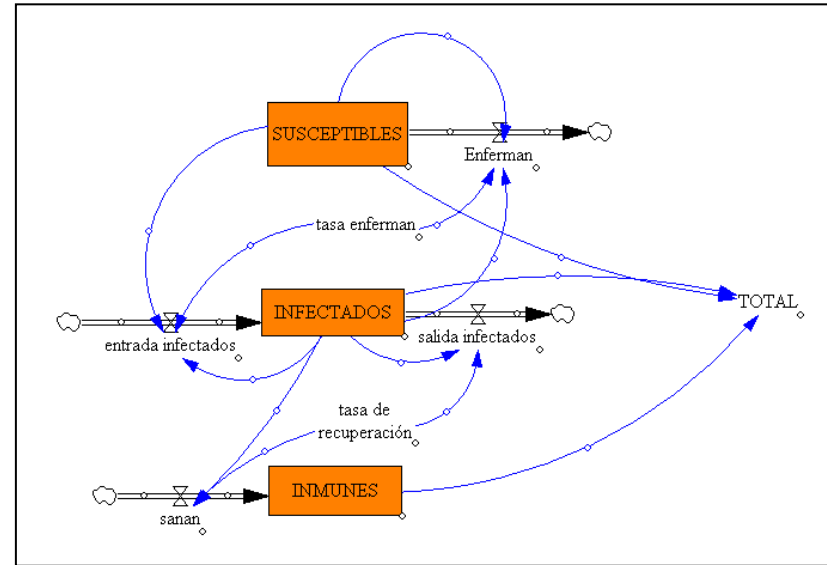 SUSCEPTIBLES
Enferman
tasa enferman
INFECTADOS
TOTAL
entrada infectados
salida infectados
tasa de
recuperación
INMUNES
sanan